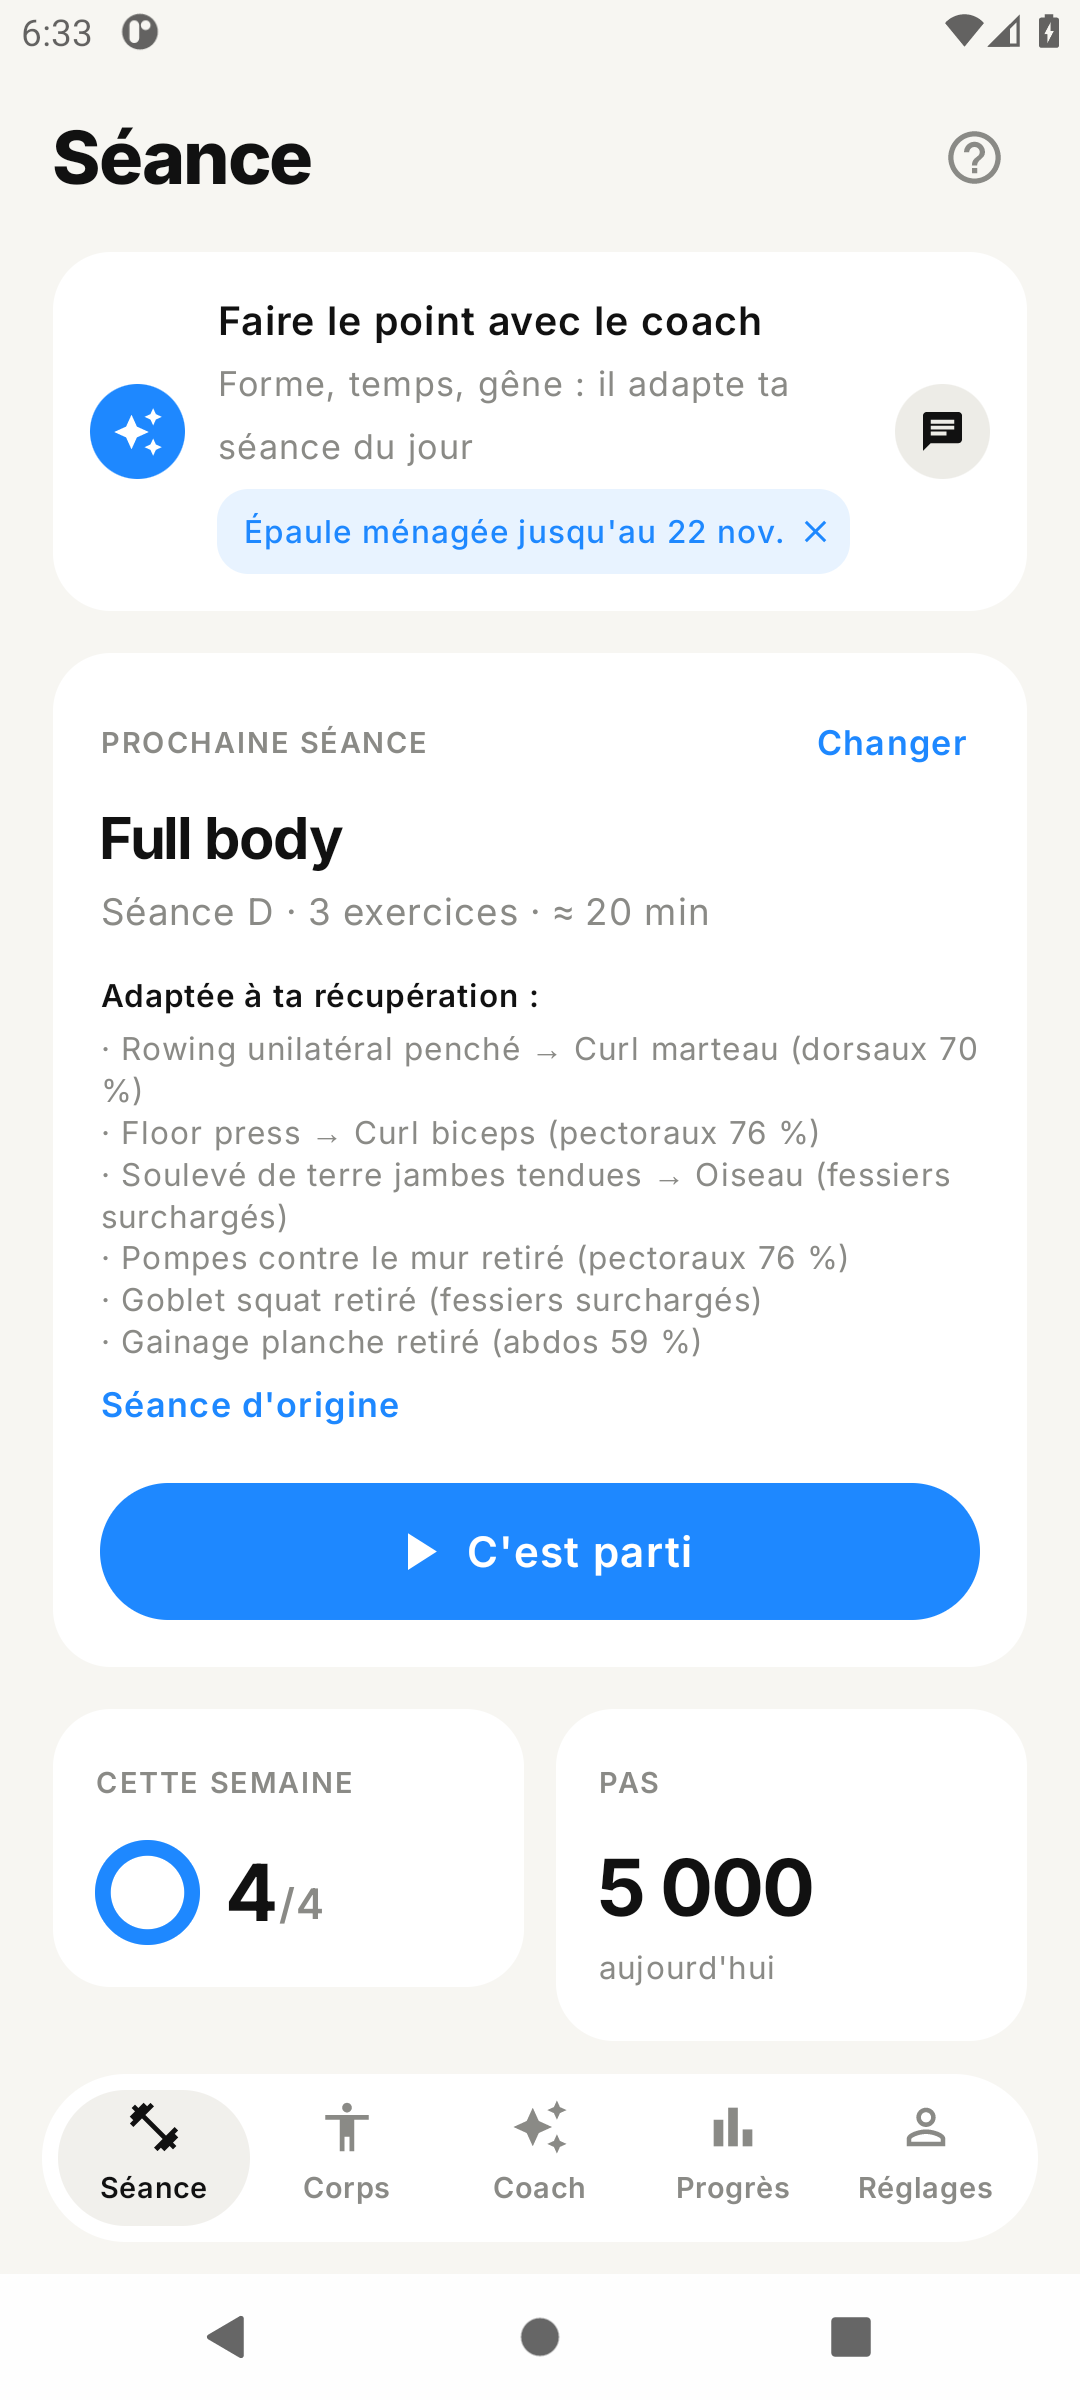 6:33
Séance
Faire le point avec le coach
Forme, temps, gêne : il adapte ta
séance du jour
Épaule ménagée jusqu'au 22 nov.
PROCHAINE SÉANCE
Changer
Full body
Séance D · 3 exercices · ≈ 20 min
Adaptée à ta récupération :
· Rowing unilatéral penché → Curl marteau (dorsaux 70
%)
· Floor press → Curl biceps (pectoraux 76 %)
· Soulevé de terre jambes tendues → Oiseau (fessiers
surchargés)
· Pompes contre le mur retiré (pectoraux 76 %)
· Goblet squat retiré (fessiers surchargés)
· Gainage planche retiré (abdos 59 %)
Séance d'origine
C'est parti
CETTE SEMAINE
4/4
PAS
5 000
aujourd'hui
Séance
Corps
Coach
Progrès
Réglages